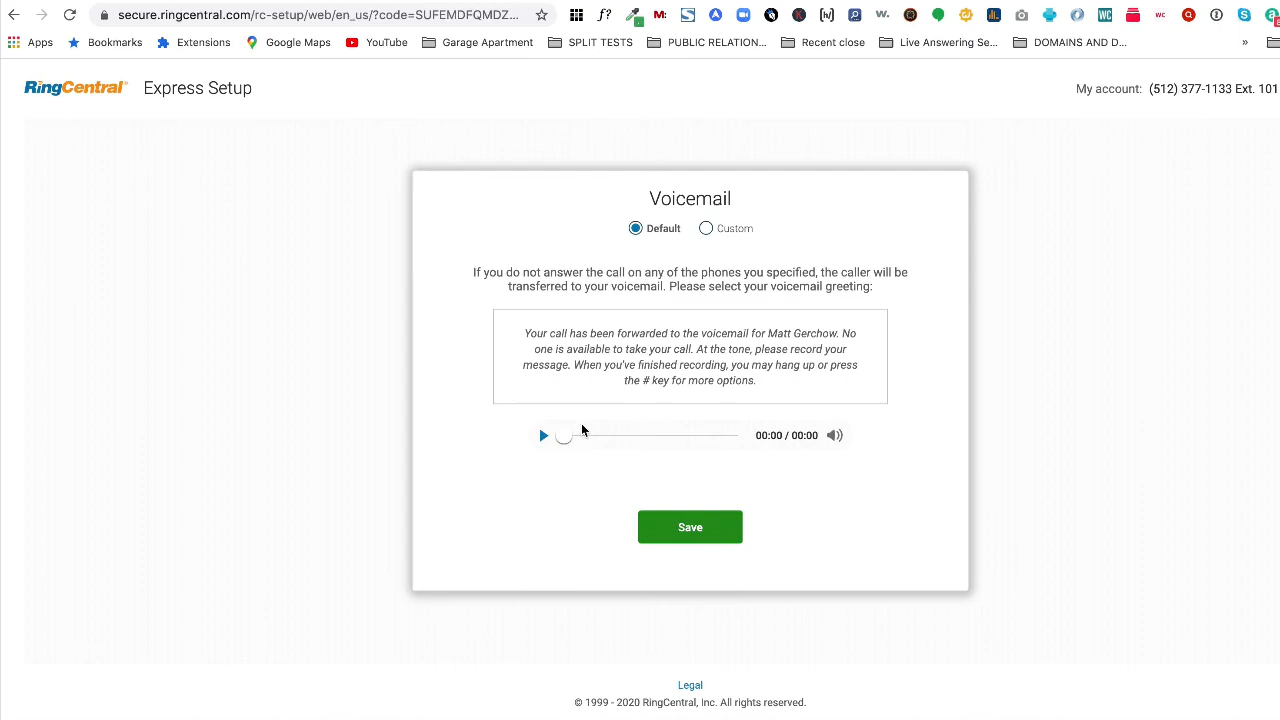 secure.ringcentral.com/rc-setup/web/en_us/?code=SUFEMDFOMDZ...
Apps Bookmarks Extensions Google Maps YouTube Garage Apartment SPLIT TESTS PUBLIC RELATION... Recent close Live Answering Se... DOMAINS AND D... »
RingCentral Express Setup My account: (512) 377-1133 Ext. 101
Voicemail
Default Custom
If you do not answer the call on any of the phones you specified, the caller will be
transferred to your voicemail. Please select your voicemail greeting:
Your call has been forwarded to the voicemail for Matt Gerchow. No
one is available to take your call. At the tone, please record your
message. When you've finished recording, you may hang up or press
the # key for more options.
00:00 / 00:00
Save
Legal
© 1999 - 2020 RingCentral, Inc. All rights reserved.